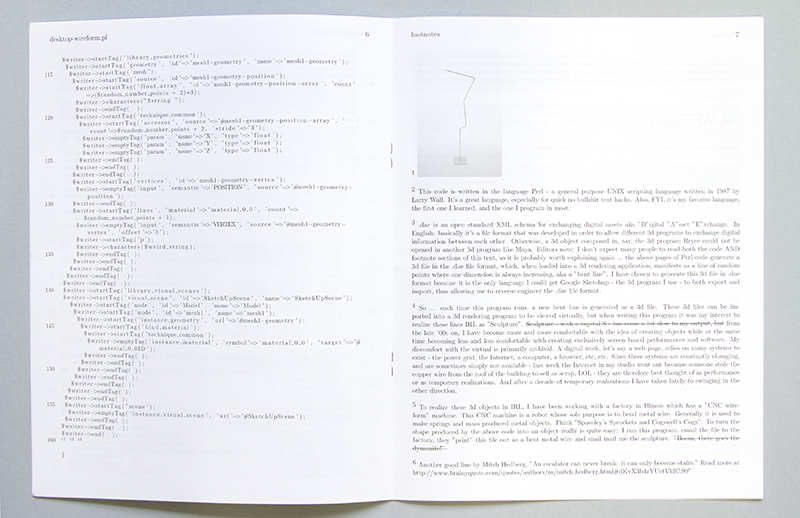 desktop-wireform.pl
6
$writer->startTag('library_geometries');
$writer->startTag('geometry', 'id'=>'mesh1-geometry', 'name'=>'mesh1-geometry');
115 $writer->startTag('mesh');
$writer->startTag('source', 'id'=>'mesh1-geometry-position');
$writer->startTag('float_array', 'id'=>'mesh1-geometry-position-array', 'count'
=>($random_number_points + 2)*3);
$writer->characters("$string ");
$writer->endTag( );
120 $writer->startTag('technique_common');
$writer->startTag('accessor', 'source'=>'#mesh1-geometry-position-array', '
count'=>$random_number_points + 2, 'stride'=>'3');
$writer->emptyTag('param', 'name'=>'X', 'type'=>'float');
$writer->emptyTag('param', 'name'=>'Y', 'type'=>'float');
$writer->emptyTag('param', 'name'=>'Z', 'type'=>'float');
125 $writer->endTag( );
$writer->endTag( );
$writer->endTag( );
$writer->startTag('vertices', 'id'=>'mesh1-geometry-vertex');
$writer->emptyTag('input', 'semantic'=>'POSITION', 'source'=>'#mesh1-geometry-
position');
130 $writer->endTag( );
$writer->startTag('lines', 'material'=>'material_0_0', 'count'=>
$random_number_points + 1);
$writer->emptyTag('input', 'semantic'=>'VERTEX', 'source'=>'#mesh1-geometry-
vertex', 'offset'=>'0');
$writer->startTag('p');
$writer->characters($weird_string);
135 $writer->endTag( );
$writer->endTag( );
$writer->endTag( );
$writer->endTag( );
$writer->endTag( );
140 $writer->startTag('library_visual_scenes');
$writer->startTag('visual_scene', 'id'=>'SketchUpScene', 'name'=>'SketchUpScene');
$writer->startTag('node', 'id'=>'Model', 'name'=>'Model');
$writer->startTag('node', 'id'=>'mesh1', 'name'=>'mesh1');
$writer->startTag('instance_geometry', 'url'=>'#mesh1-geometry');
145 $writer->startTag('bind_material');
$writer->startTag('technique_common');
$writer->emptyTag('instance_material', 'symbol'=>'material_0_0', 'target'=>'#
material_0_0ID');
$writer->endTag( );
$writer->endTag( );
150 $writer->endTag( );
$writer->endTag( );
$writer->endTag( );
$writer->endTag( );
$writer->endTag( );
155 $writer->startTag('scene');
$writer->emptyTag('instance_visual_scene', 'url'=>'#SketchUpScene');
$writer->endTag( );
$writer->endTag( );
$writer->end( );
160
}
footnotes
7
1
2 This code is written in the language Perl - a general purpose UNIX scripting language written in 1987 by
Larry Wall. It's a great language, especially for quick no bullshit text hacks. Also, FYI, it's my favorite language,
the first one I learned, and the one I program in most.
3 .dae is an open standard XML schema for exchanging digital assets aka "D"igital "A"sset "E"xchange. In
English: basically it's a file format that was developed in order to allow different 3d programs to exchange digital
information between each other. Otherwise, a 3d object composed in, say, the 3d program Bryce could not be
opened in another 3d program like Maya. Editors note: I don't expect many people to read both the code AND
footnote sections of this text, so it is probably worth explaining again ... the above pages of Perl code generate a
3d file in the .dae file format, which, when loaded into a 3d rendering application, manifests as a line of random
points where one dimension is always increasing, aka a "bent line". I have chosen to generate this 3d file in .dae
format because it is the only language I could get Google Sketchup - the 3d program I use - to both export and
import, thus allowing me to reverse engineer the .dae file format.
4 So ... each time this program runs, a new bent line is generated as a 3d file. These 3d files can be im-
ported into a 3d rendering program to be viewed virtually, but when writing this program it was my interest to
realize these files IRL as "Sculpture". Sculpture - with a capital S - has come a bit slow to my output, but from
the late '00s on, I have become more and more comfortable with the idea of creating objects while at the same
time becoming less and less comfortable with creating exclusively screen based performances and software. My
discomfort with the virtual is primarily archival. A digital work, let's say a web page, relies on many systems to
exist - the power grid, the Internet, a computer, a browser, etc, etc. Since these systems are constantly changing,
and are sometimes simply not available - last week the Internet in my studio went out because someone stole the
copper wire from the roof of the building to sell as scrap, LOL - they are therefore best thought of as performance
or as temporary realizations. And after a decade of temporary realizations I have taken lately to swinging in the
other direction.
5 To realize these 3d objects in IRL, I have been working with a factory in Illinois which has a "CNC wire-
form" machine. This CNC machine is a robot whose sole purpose is to bend metal wire. Generally it is used to
make springs and mass produced metal objects. Think "Spacely's Sprockets and Cogswell's Cogs". To turn the
shape produced by the above code into an object really is quite easy: I run this program, email the file to the
factory, they "print" this file out as a bent metal wire and snail mail me the sculpture. "Boom, there goes the
dynamite!"
6 Another good line by Mitch Hedberg, "An escalator can never break: it can only become stairs." Read more at